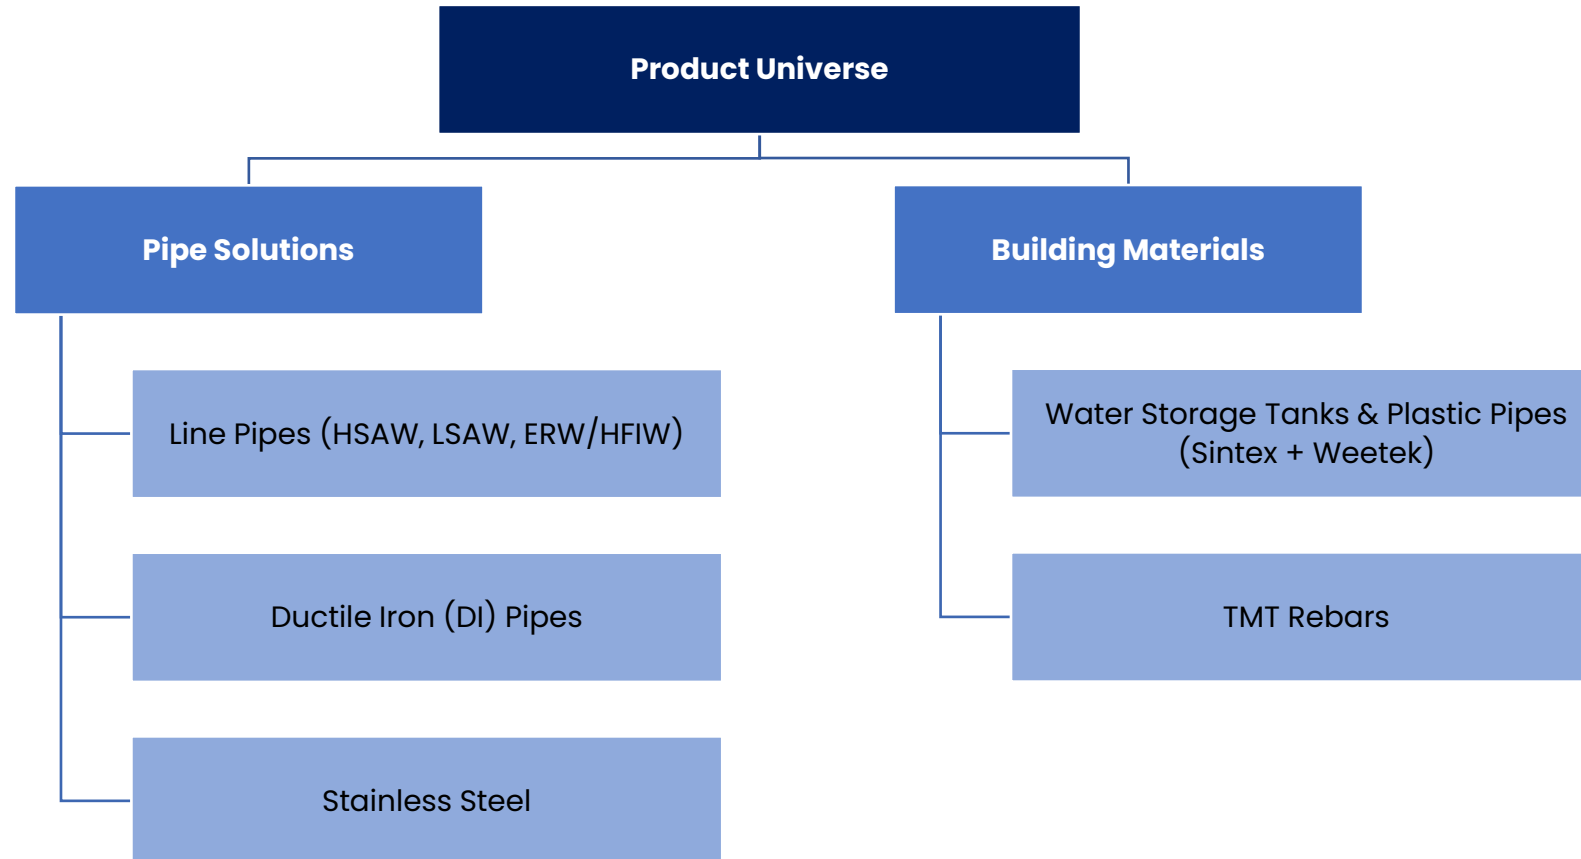 Product Universe
Pipe Solutions
Building Materials
Line Pipes (HSAW, LSAW, ERW/HFIW)
Water Storage Tanks & Plastic Pipes
(Sintex + Weetek)
Ductile Iron (DI) Pipes
TMT Rebars
Stainless Steel